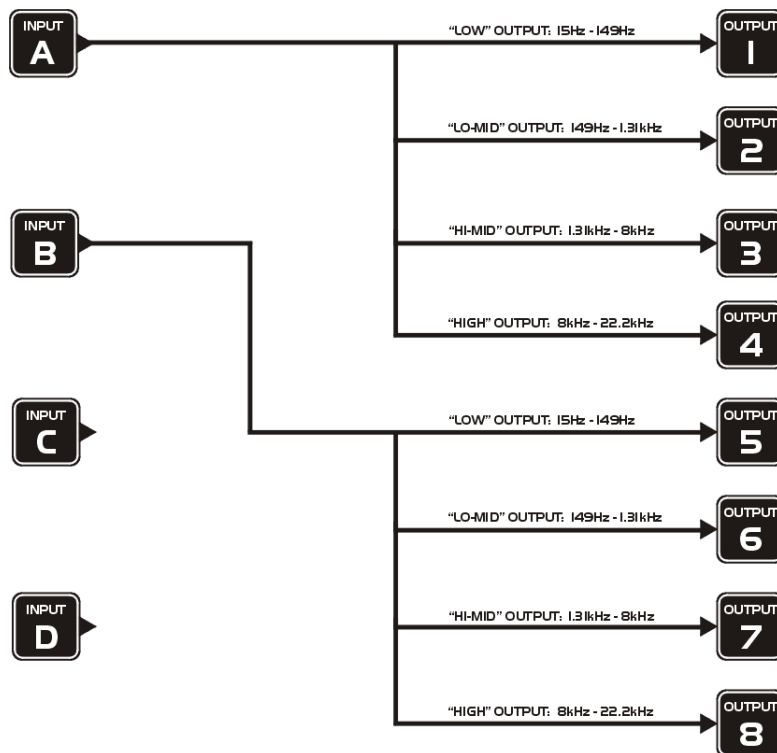 INPUT
A
"LOW" OUTPUT: 15Hz - 149Hz
OUTPUT
1
"LO-MID" OUTPUT: 149Hz - 1.31kHz
OUTPUT
2
INPUT
B
"HI-MID" OUTPUT: 1.31kHz - 8kHz
OUTPUT
3
"HIGH" OUTPUT: 8kHz - 22.2kHz
OUTPUT
4
INPUT
C
"LOW" OUTPUT: 15Hz - 149Hz
OUTPUT
5
"LO-MID" OUTPUT: 149Hz - 1.31kHz
OUTPUT
6
INPUT
D
"HI-MID" OUTPUT: 1.31kHz - 8kHz
OUTPUT
7
"HIGH" OUTPUT: 8kHz - 22.2kHz
OUTPUT
8